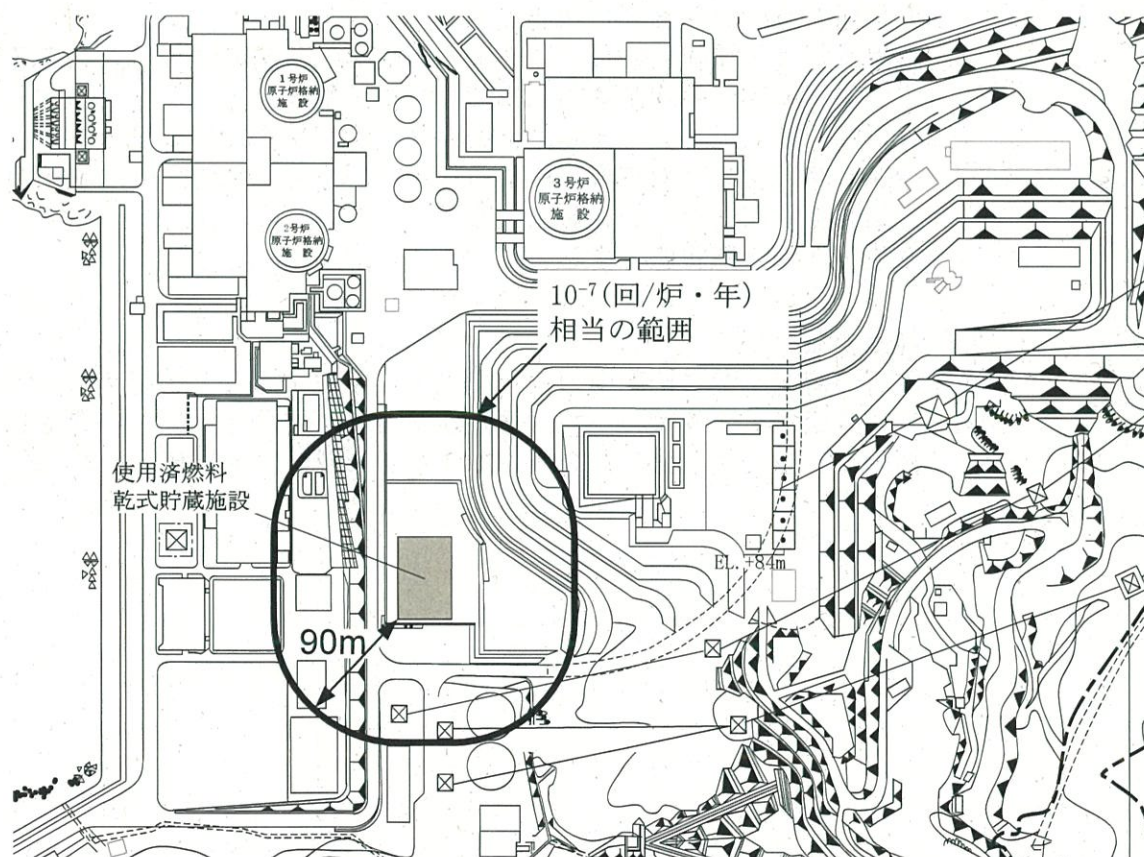 1号炉
原子炉格納
施 設
2号炉
原子炉格納
施 設
3号炉
原子炉格納
施 設
10⁻⁷(回/炉・年)
相当の範囲
使用済燃料
乾式貯蔵施設
EL.+84m
90m